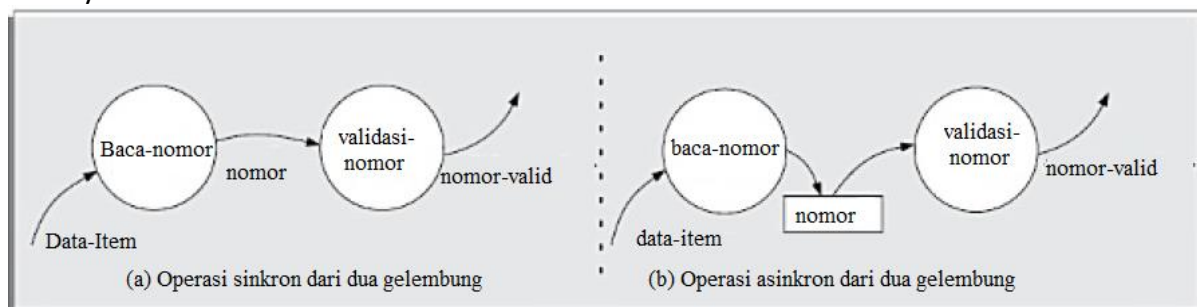 Baca-nomor
nomor
validasi-
nomor
nomor-valid
Data-Item
(a) Operasi sinkron dari dua gelembung
baca-nomor
nomor
validasi-
nomor
nomor-valid
data-item
(b) Operasi asinkron dari dua gelembung